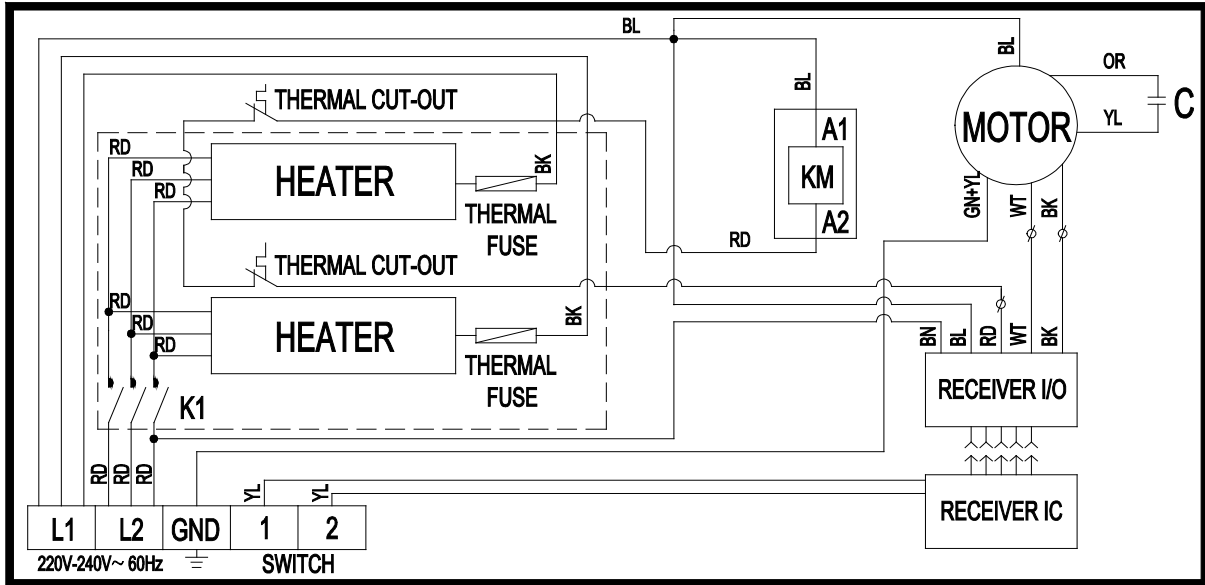 BL
BL
OR
THERMAL CUT-OUT
BL
C
YL
MOTOR
A1
RD
RD
RD
HEATER
BK
KM
THERMAL
FUSE
A2
GN+YL
WT
BK
RD
THERMAL CUT-OUT
RD
RD
RD
HEATER
BK
THERMAL
FUSE
BN
BL
RD
WT
BK
RECEIVER I/O
K1
RD
RD
RD
YL
YL
RECEIVER IC
L1
L2
GND
1
2
220V-240V~ 60Hz
SWITCH